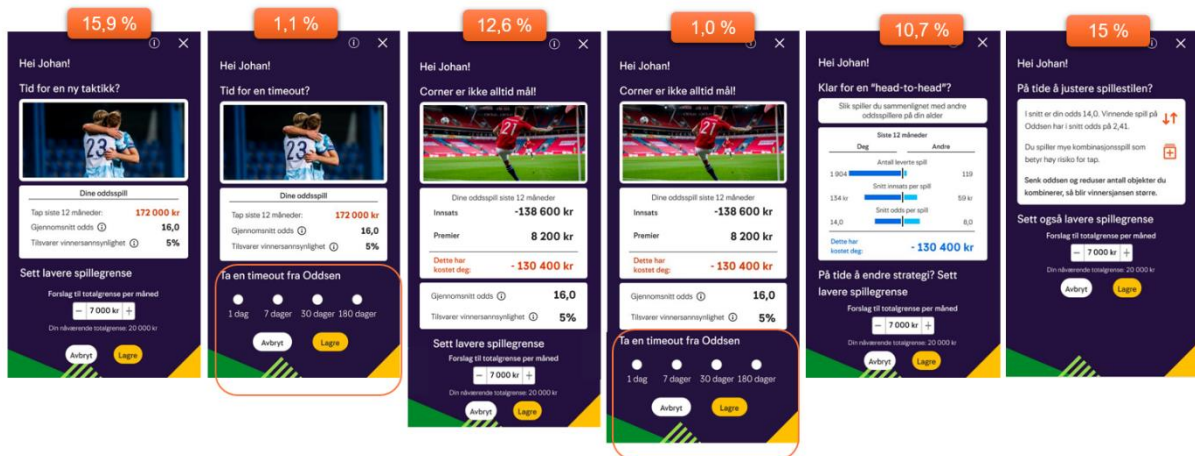 15,9 %
Hei Johan!
Tid for en ny taktikk?
23
Dine oddsspill
Tap siste 12 måneder: 172 000 kr
Gjennomsnitt odds 16,0
Tilsvarer vinnersannsynlighet 5%
Sett lavere spillegrense
Forslag til totalgrense per måned
− 7 000 kr +
Din nåværende totalgrense: 20 000 kr
Avbryt Lagre
1,1 %
Hei Johan!
Tid for en timeout?
23
Dine oddsspill
Tap siste 12 måneder: 172 000 kr
Gjennomsnitt odds 16,0
Tilsvarer vinnersannsynlighet 5%
Ta en timeout fra Oddsen
1 dag 7 dager 30 dager 180 dager
Avbryt Lagre
12,6 %
Hei Johan!
Corner er ikke alltid mål!
21
Dine oddsspill siste 12 måneder
Innsats -138 600 kr
Premier 8 200 kr
Dette har
kostet deg: - 130 400 kr
Gjennomsnitt odds 16,0
Tilsvarer vinnersannsynlighet 5%
Sett lavere spillegrense
Forslag til totalgrense per måned
− 7 000 kr +
Din nåværende totalgrense: 20 000 kr
Avbryt Lagre
1,0 %
Hei Johan!
Corner er ikke alltid mål!
21
Dine oddsspill siste 12 måneder
Innsats -138 600 kr
Premier 8 200 kr
Dette har
kostet deg: - 130 400 kr
Gjennomsnitt odds 16,0
Tilsvarer vinnersannsynlighet 5%
Ta en timeout fra Oddsen
1 dag 7 dager 30 dager 180 dager
Avbryt Lagre
10,7 %
Hei Johan!
Klar for en "head-to-head"?
Slik spiller du sammenlignet med andre
oddsspillere på din alder
Siste 12 måneder
Deg Andre
Antall leverte spill
1 904 119
Snitt innsats per spill
154 kr 59 kr
Snitt odds per spill
14,0 6,0
Dette har
kostet deg: - 130 400 kr
På tide å endre strategi? Sett
lavere spillegrense
Forslag til totalgrense per måned
− 7 000 kr +
Din nåværende totalgrense: 20 000 kr
Avbryt Lagre
15 %
Hei Johan!
På tide å justere spillestilen?
I snitt er din odds 14,0. Vinnende spill på
Oddsen har i snitt odds på 2,41.
Du spiller mye kombinasjonsspill som
betyr høy risiko for tap.
Senk oddsen og reduser antall objekter du
kombinerer, så blir vinnersjansen større.
Sett også lavere spillegrense
Forslag til totalgrense per måned
− 7 000 kr +
Din nåværende totalgrense: 20 000 kr
Avbryt Lagre